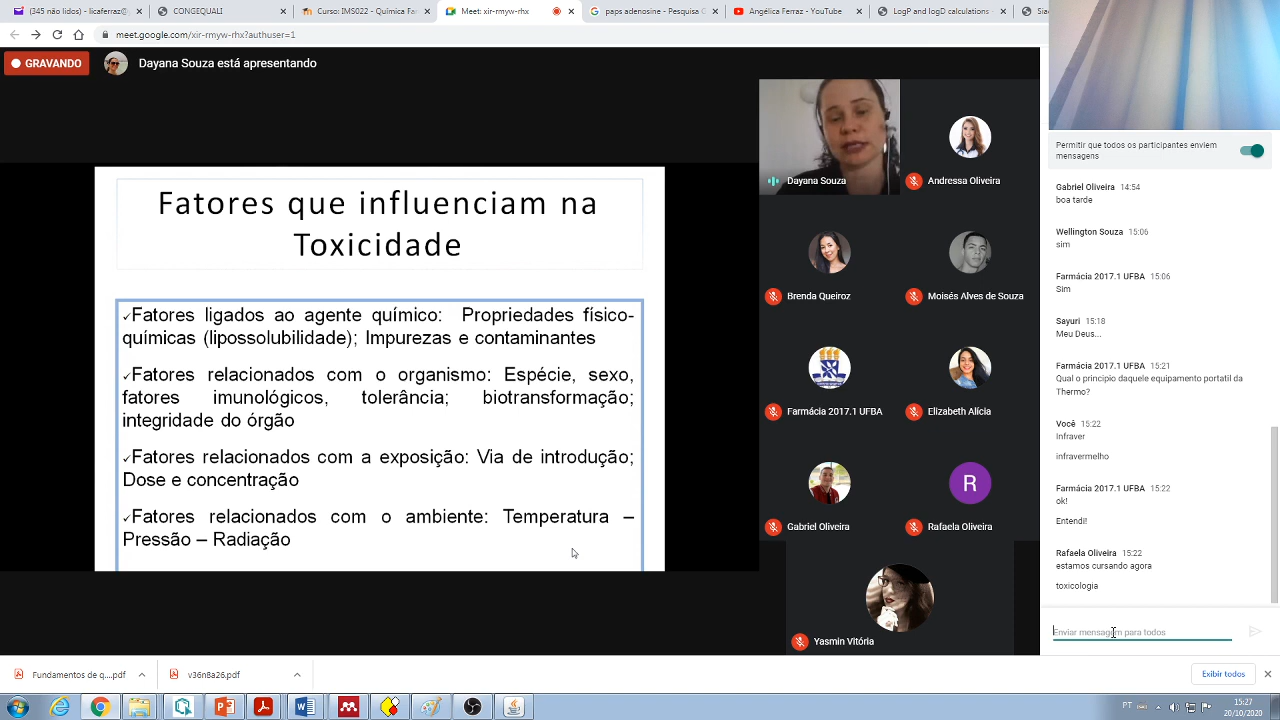 (345 não lidos) - licaferaz@
CONGEQUALI
Curso: IMS022 - Química Far
Meet: xir-rmyw-rhx
paps adenosine - Pesquisa G
Angélica Ferraz - YouTube
LogP and logD calculations
meet.google.com/xir-rmyw-rhx?authuser=1
GRAVANDO
Dayana Souza está apresentando
Fatores que influenciam na
Toxicidade
✓Fatores ligados ao agente químico: Propriedades físico-
químicas (lipossolubilidade); Impurezas e contaminantes
✓Fatores relacionados com o organismo: Espécie, sexo,
fatores imunológicos, tolerância; biotransformação;
integridade do órgão
✓Fatores relacionados com a exposição: Via de introdução;
Dose e concentração
✓Fatores relacionados com o ambiente: Temperatura –
Pressão – Radiação
Dayana Souza
Andressa Oliveira
Brenda Queiroz
Moisés Alves de Souza
Farmácia 2017.1 UFBA
Elizabeth Alícia
Gabriel Oliveira
R
Rafaela Oliveira
Yasmin Vitória
Permitir que todos os participantes enviem
mensagens
Gabriel Oliveira 14:54
boa tarde
Wellington Souza 15:06
sim
Farmácia 2017.1 UFBA 15:06
Sim
Sayuri 15:18
Meu Deus...
Farmácia 2017.1 UFBA 15:21
Qual o principio daquele equipamento portatil da
Thermo?
Você 15:22
Infraver
infravermelho
Farmácia 2017.1 UFBA 15:22
ok!
Entendi!
Rafaela Oliveira 15:22
estamos cursando agora
toxicologia
Enviar mensagem para todos
Fundamentos de q....pdf
v36n8a26.pdf
Exibir todos
PT
15:27
20/10/2020